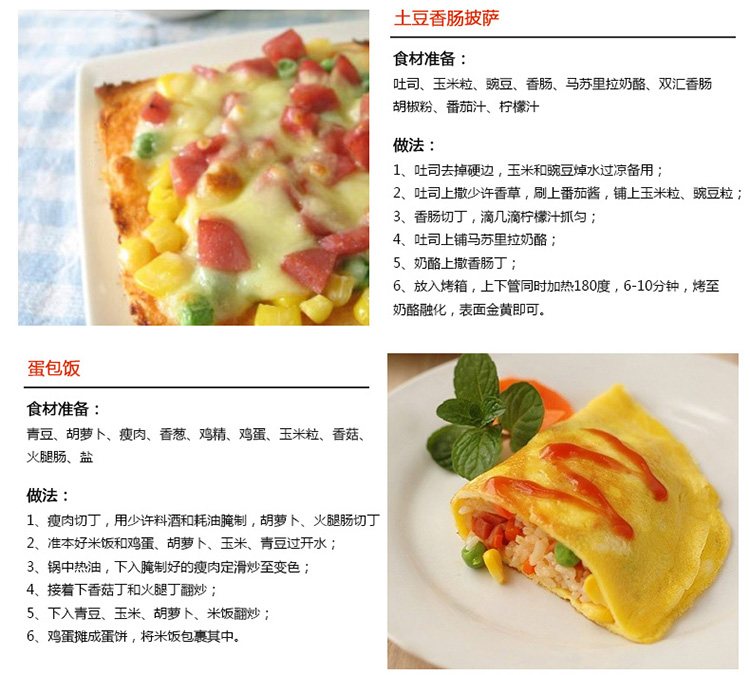 土豆香肠披萨
食材准备：
吐司、玉米粒、豌豆、香肠、马苏里拉奶酪、双汇香肠
胡椒粉、番茄汁、柠檬汁
做法：
1、吐司去掉硬边，玉米和豌豆焯水过凉备用；
2、吐司上撒少许香草，刷上番茄酱，铺上玉米粒、豌豆粒；
3、香肠切丁，滴几滴柠檬汁抓匀；
4、吐司上铺马苏里拉奶酪；
5、奶酪上撒香肠丁；
6、放入烤箱，上下管同时加热180度，6-10分钟，烤至
奶酪融化，表面金黄即可。
蛋包饭
食材准备：
青豆、胡萝卜、瘦肉、香葱、鸡精、鸡蛋、玉米粒、香菇、
火腿肠、盐
做法：
1、瘦肉切丁，用少许料酒和耗油腌制，胡萝卜、火腿肠切丁
2、准本好米饭和鸡蛋、胡萝卜、玉米、青豆过开水；
3、锅中热油，下入腌制好的瘦肉定滑炒至变色；
4、接着下香菇丁和火腿丁翻炒；
5、下入青豆、玉米、胡萝卜、米饭翻炒；
6、鸡蛋摊成蛋饼，将米饭包裹其中。